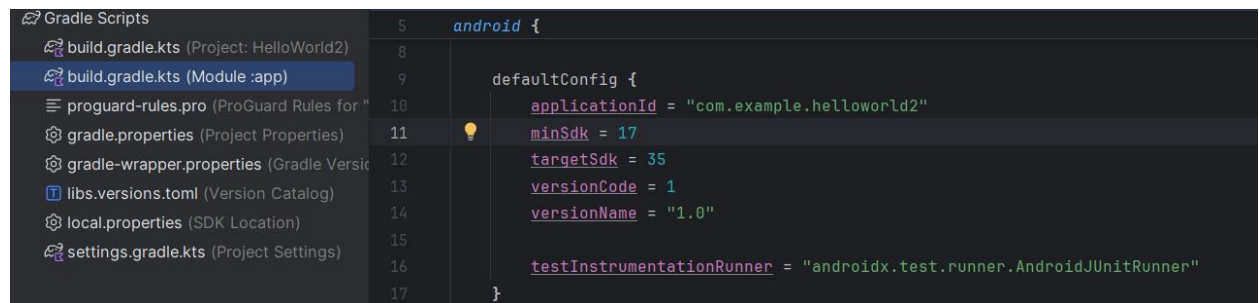 Gradle Scripts
build.gradle.kts (Project: HelloWorld2)
build.gradle.kts (Module :app)
proguard-rules.pro (ProGuard Rules for "
gradle.properties (Project Properties)
gradle-wrapper.properties (Gradle Versio
libs.versions.toml (Version Catalog)
local.properties (SDK Location)
settings.gradle.kts (Project Settings)
5 android {
8
9 defaultConfig {
10 applicationId = "com.example.helloworld2"
11 minSdk = 17
12 targetSdk = 35
13 versionCode = 1
14 versionName = "1.0"
15
16 testInstrumentationRunner = "androidx.test.runner.AndroidJUnitRunner"
17 }